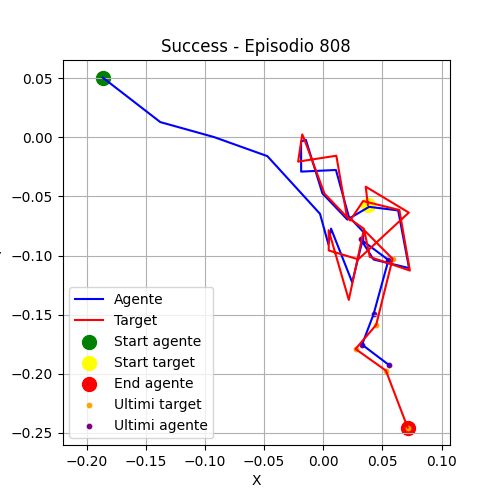 Success - Episodio 808
0.05
0.00
−0.05
−0.10
−0.15
−0.20
−0.25
Agente
Target
Start agente
Start target
End agente
Ultimi target
Ultimi agente
−0.20 −0.15 −0.10 −0.05 0.00 0.05 0.10
X